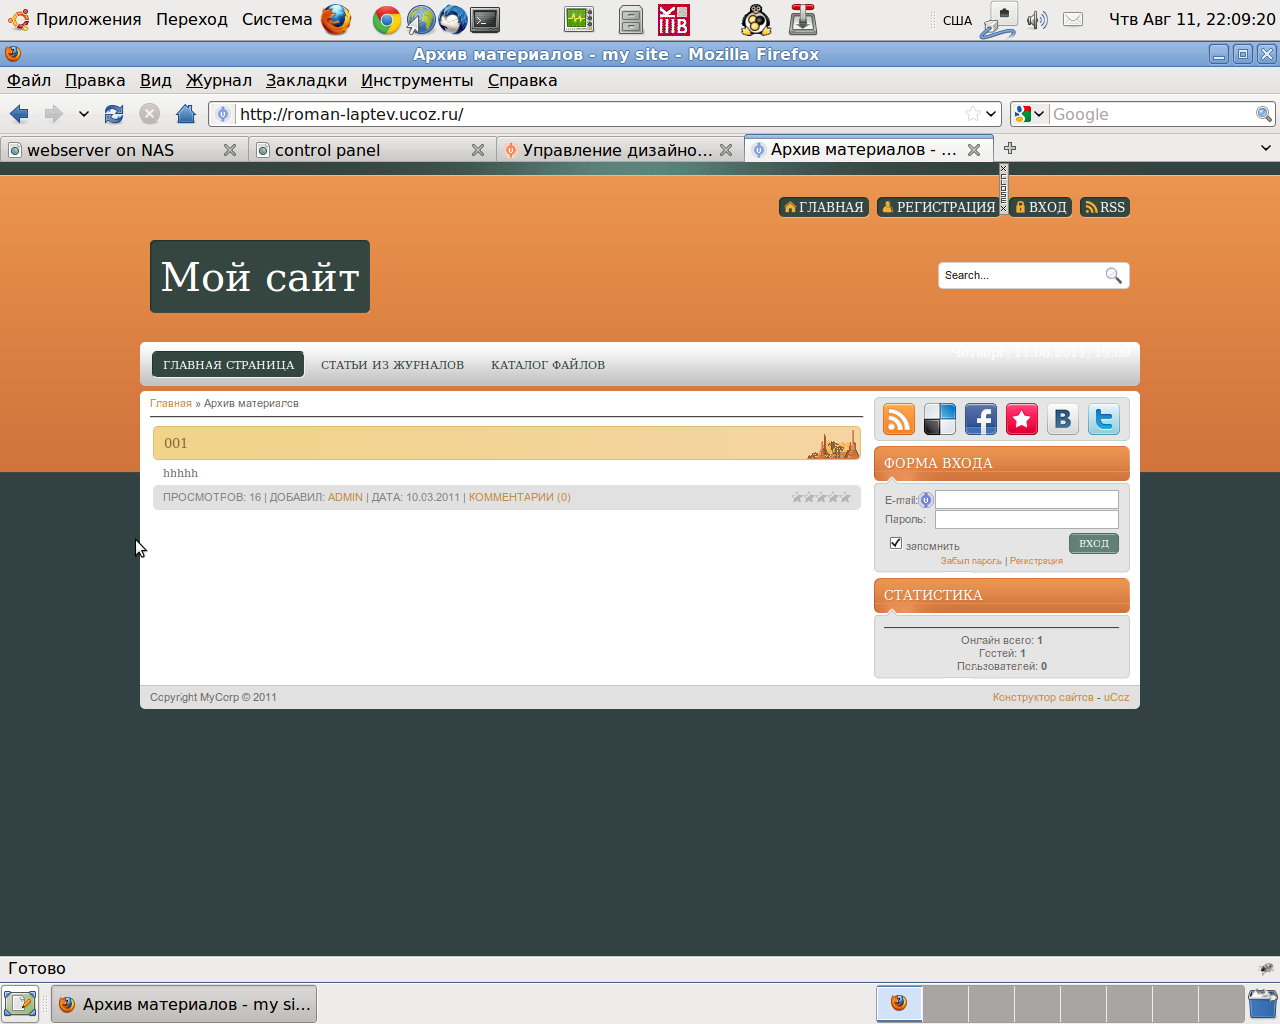 Приложения Переход Система США Чтв Авг 11, 22:09:20
Архив материалов - my site - Mozilla Firefox
Файл Правка Вид Журнал Закладки Инструменты Справка
http://roman-laptev.ucoz.ru/ Google
webserver on NAS control panel Управление дизайно... Архив материалов - ...
ГЛАВНАЯ РЕГИСТРАЦИЯ ВХОД RSS
Мой сайт
Search...
Четверг, 11.08.2011, 19:09
ГЛАВНАЯ СТРАНИЦА СТАТЬИ ИЗ ЖУРНАЛОВ КАТАЛОГ ФАЙЛОВ
Главная » Архив материалов
001
hhhhh
ПРОСМОТРОВ: 16 | ДОБАВИЛ: ADMIN | ДАТА: 10.03.2011 | КОММЕНТАРИИ (0)
ФОРМА ВХОДА
E-mail:
Пароль:
запомнить ВХОД
Забыл пароль | Регистрация
СТАТИСТИКА
Онлайн всего: 1
Гостей: 1
Пользователей: 0
Copyright MyCorp © 2011 Конструктор сайтов - uCoz
Готово
Архив материалов - my si...